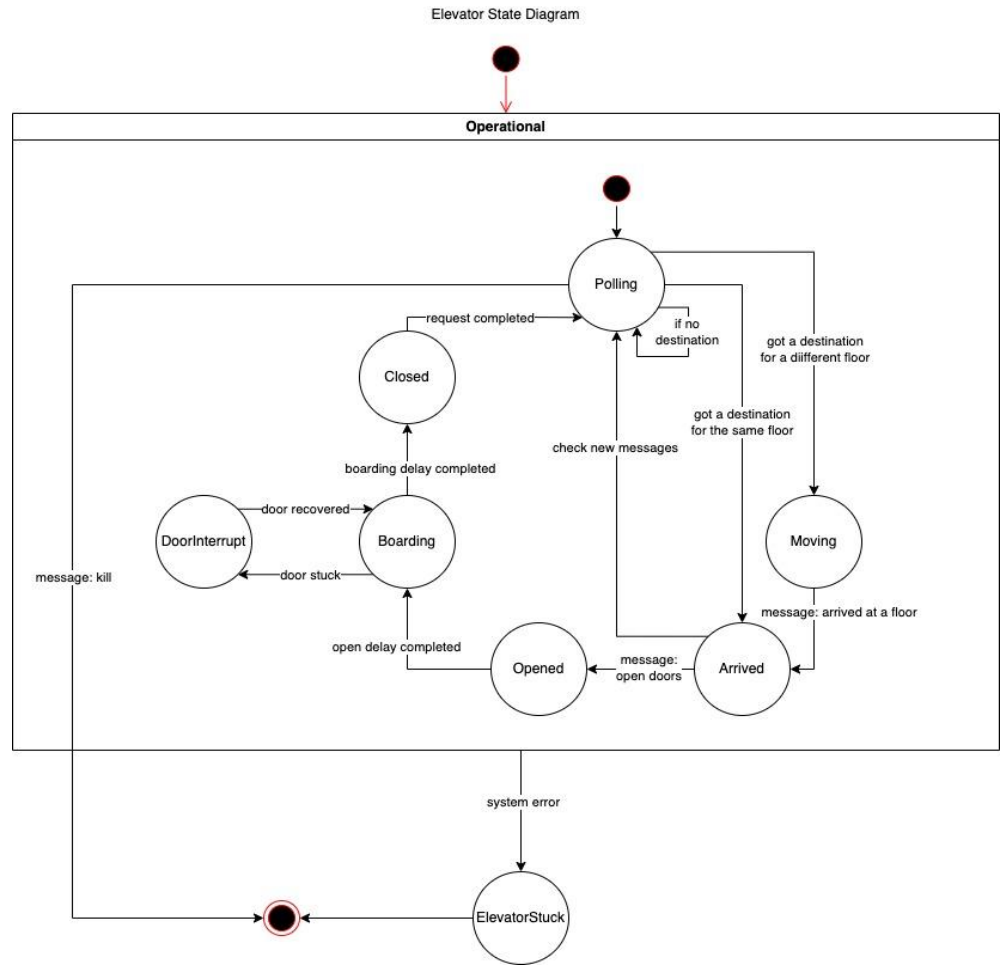 Elevator State Diagram
Operational
Polling
request completed
if no
destination
got a destination
for a diifferent floor
Closed
got a destination
for the same floor
check new messages
boarding delay completed
door recovered
DoorInterrupt
Boarding
Moving
door stuck
message: kill
message: arrived at a floor
open delay completed
Opened
message:
open doors
Arrived
system error
ElevatorStuck